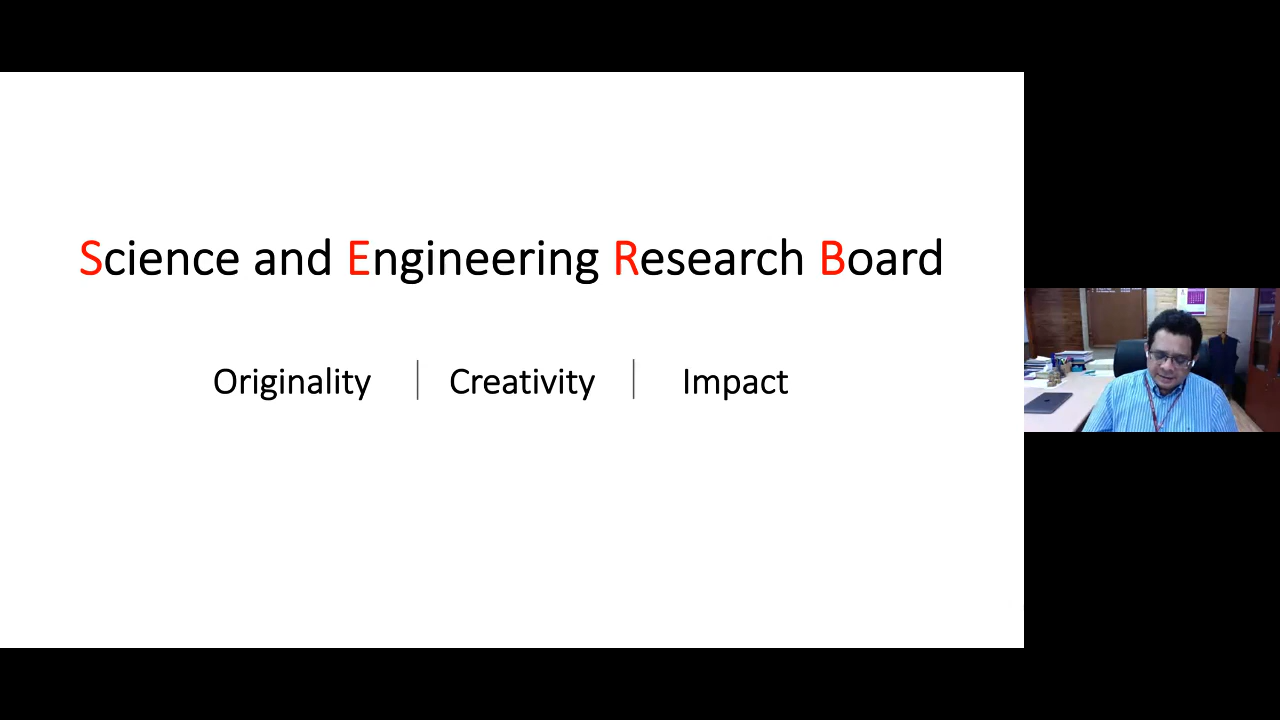 Science and Engineering Research Board
Originality | Creativity | Impact